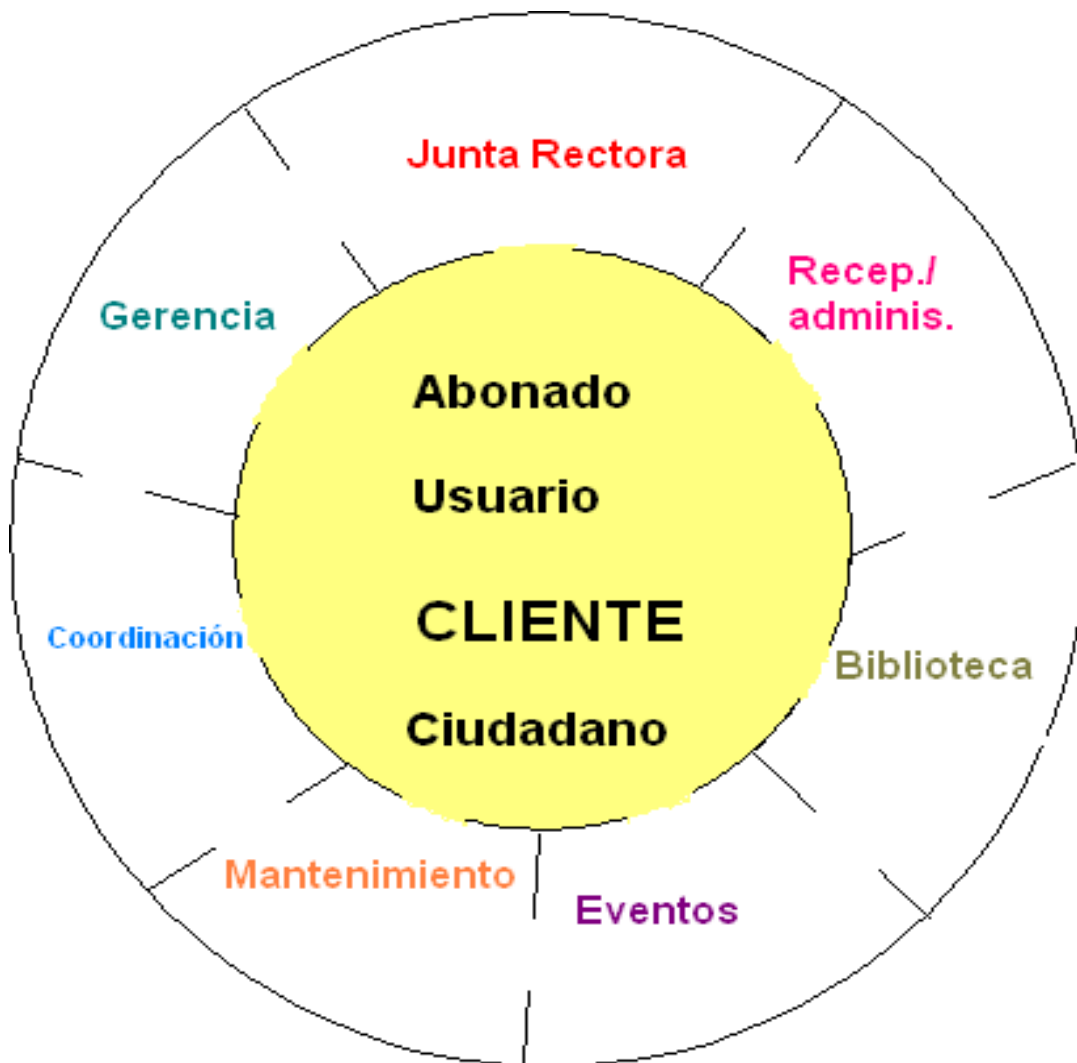 Junta Rectora
Recep./
adminis.
Gerencia
Abonado
Usuario
CLIENTE
Coordinación
Biblioteca
Ciudadano
Mantenimiento
Eventos